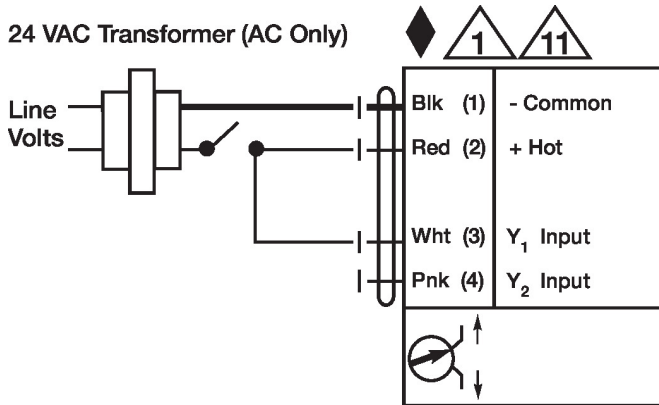 24 VAC Transformer (AC Only)
1
11
Line
Volts
Blk (1) - Common
Red (2) + Hot
Wht (3) Y1 Input
Pnk (4) Y2 Input